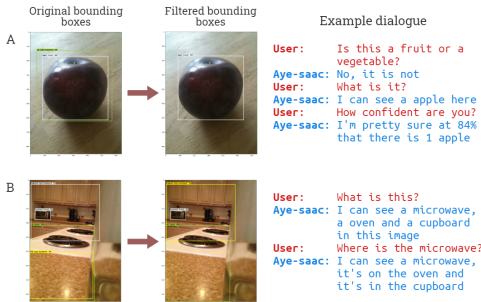 Original bounding
boxes
Filtered bounding
boxes
Example dialogue
A
User: Is this a fruit or a
vegetable?
Aye-saac: No, it is not
User: What is it?
Aye-saac: I can see a apple here
User: How confident are you?
Aye-saac: I'm pretty sure at 84%
that there is 1 apple
B
User: What is this?
Aye-saac: I can see a microwave,
a oven and a cupboard
in this image
User: Where is the microwave?
Aye-saac: I can see a microwave,
it's on the oven and
it's in the cupboard